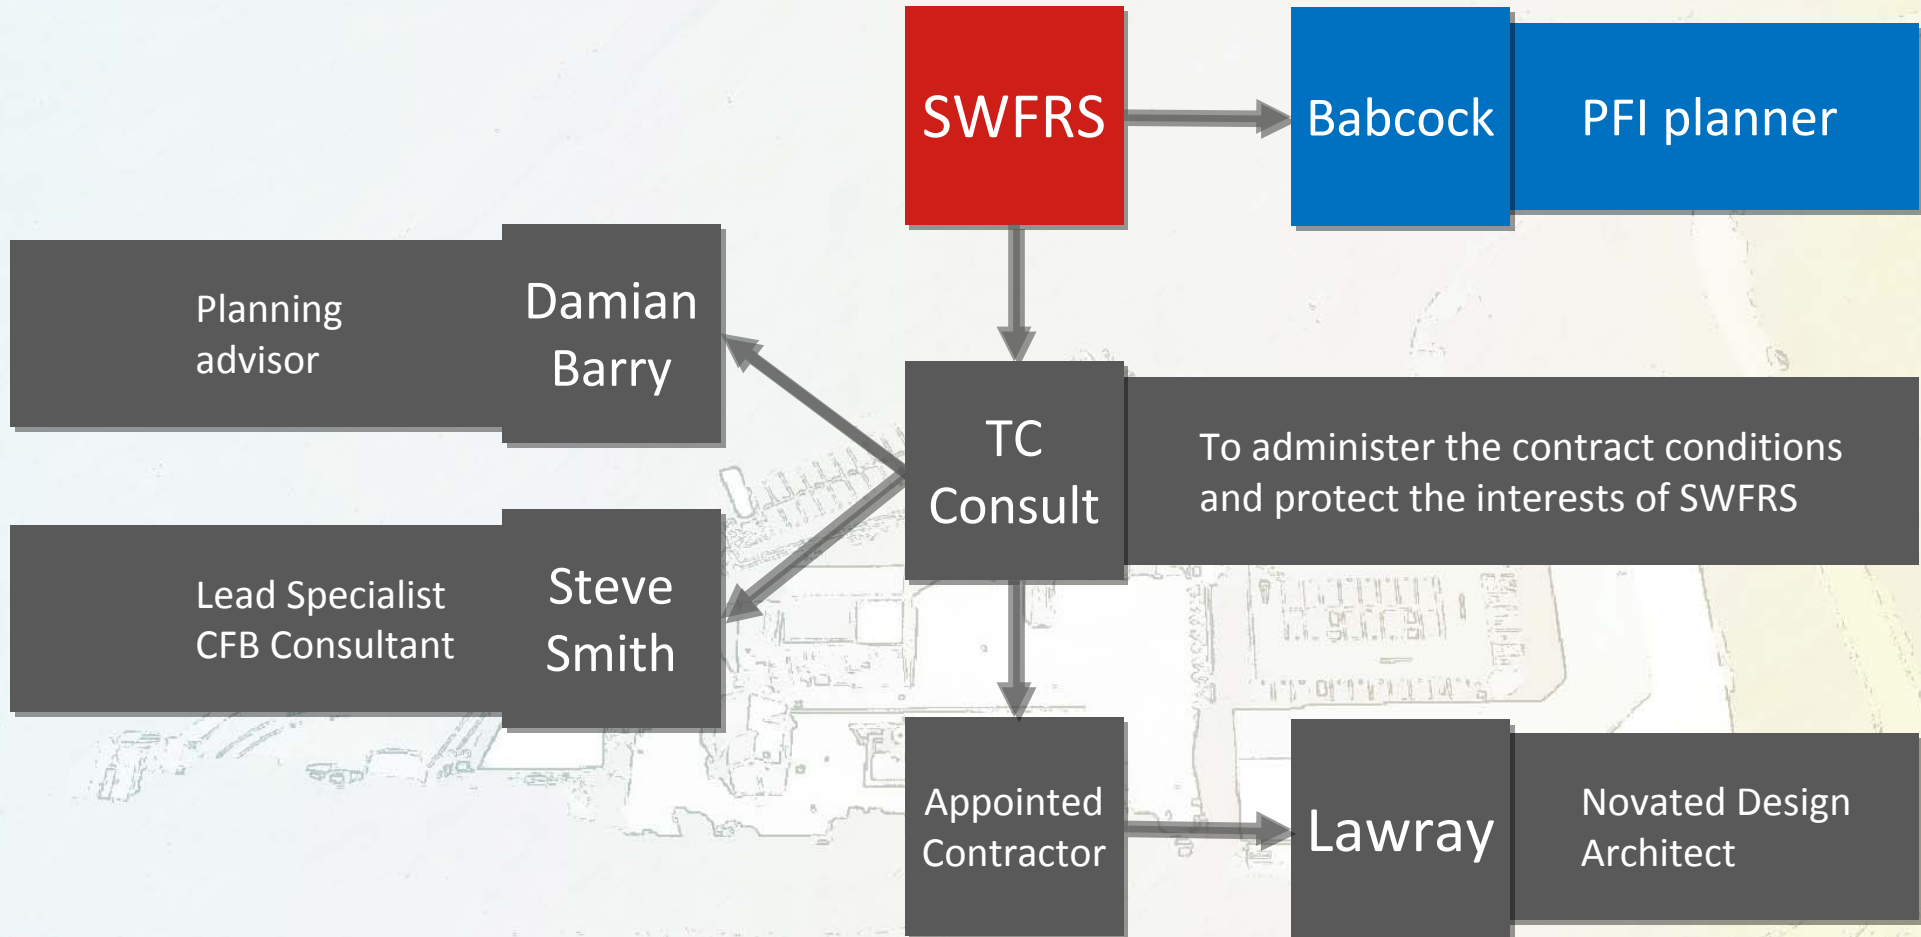 SWFRS
Babcock
PFI planner
Planning
advisor
Damian
Barry
TC
Consult
To administer the contract conditions
and protect the interests of SWFRS
Lead Specialist
CFB Consultant
Steve
Smith
Appointed
Contractor
Lawray
Novated Design
Architect